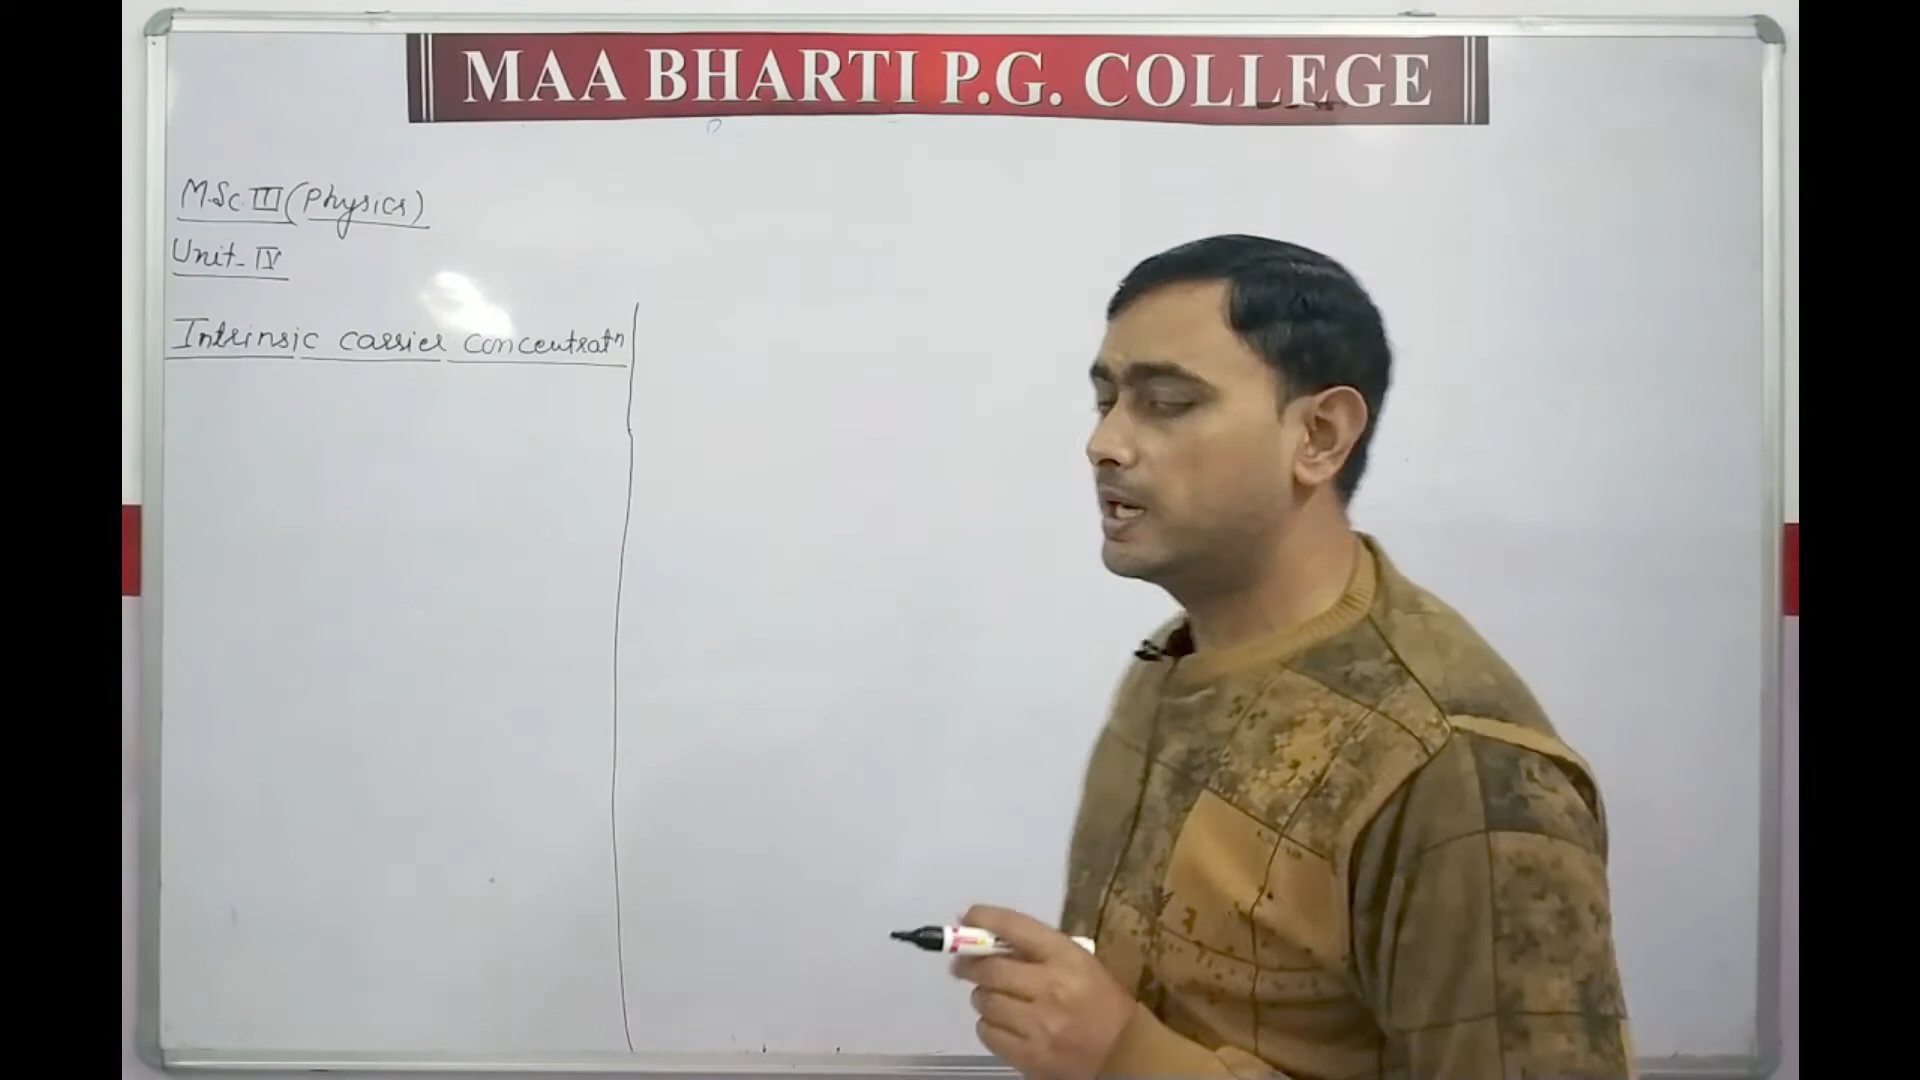 MAA BHARTI P.G. COLLEGE
M.Sc. III (Physics)
Unit-IV
Intrinsic carrier concentratn